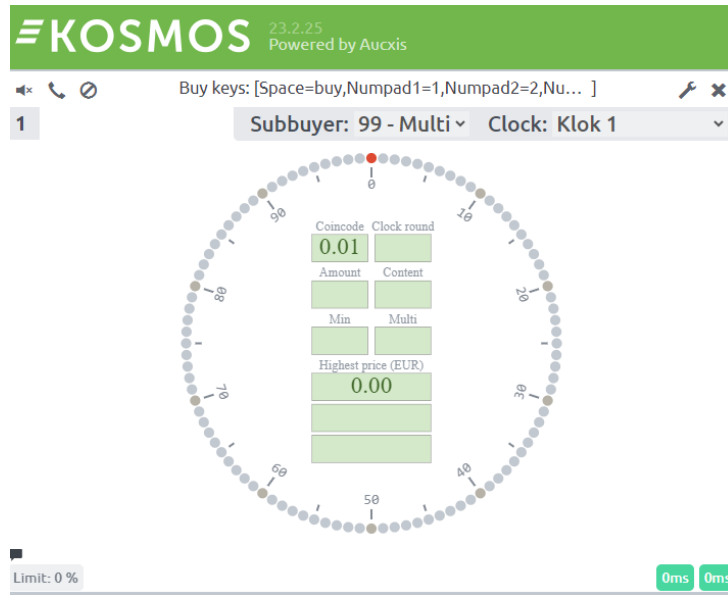 KOSMOS
23.2.25
Powered by Aucxis
Buy keys: [Space=buy,Numpad1=1,Numpad2=2,Nu... ]
1
Subbuyer: 99 - Multi
Clock: Klok 1
0
10
20
30
40
50
60
70
80
90
Coincode Clock round
0.01
Amount Content
Min Multi
Highest price (EUR)
0.00
Limit: 0 %
0ms 0ms